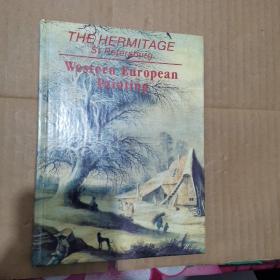 THE HERMITAGE
St Petersburg
Western European
Painting